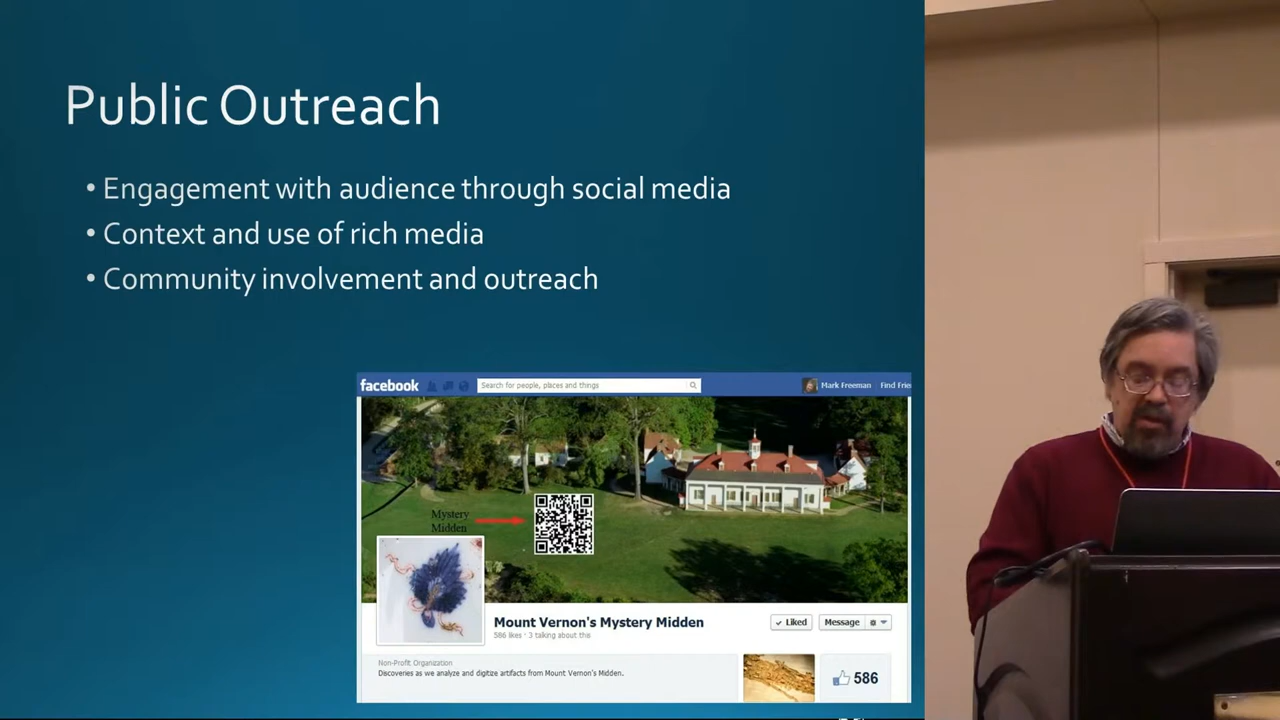 Public Outreach
• Engagement with audience through social media
• Context and use of rich media
• Community involvement and outreach
facebook
Search for people, places and things
Mark Freeman
Find Frie
Mystery
Midden
Mount Vernon's Mystery Midden
586 likes · 3 talking about this
✓ Liked
Message
Non-Profit Organization
Discoveries as we analyze and digitize artifacts from Mount Vernon's Midden.
586